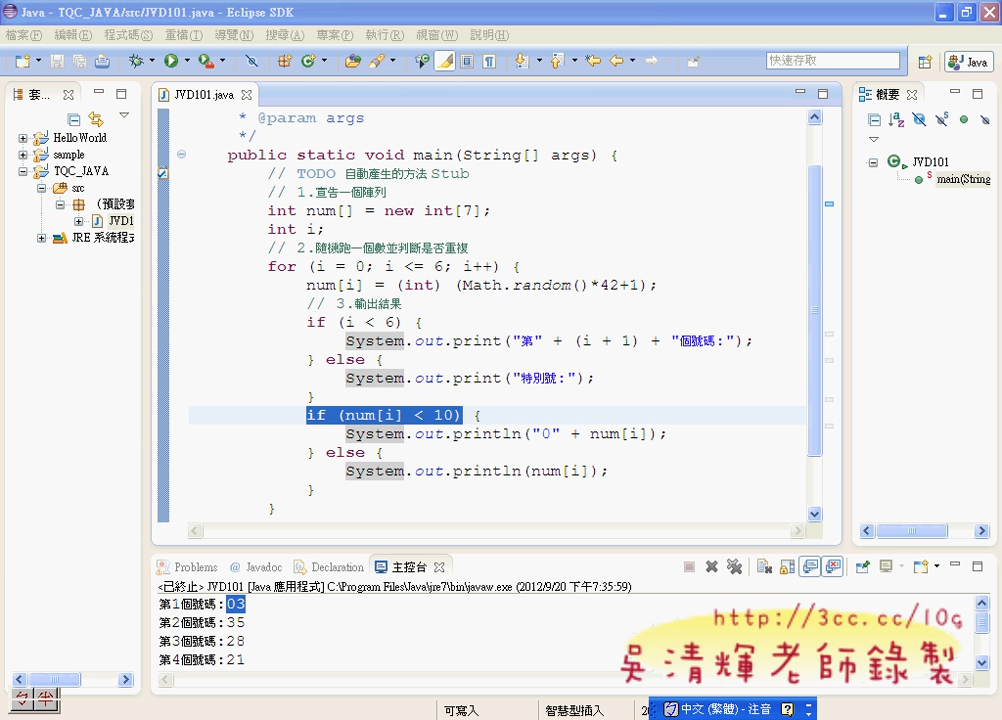 Java - TQC_JAVA/src/JVD101.java - Eclipse SDK
檔案(F) 編輯(E) 程式碼(S) 重構(T) 導覽(N) 搜尋(A) 專案(P) 執行(R) 視窗(W) 說明(H)
快速存取
Java
套...
HelloWorld
sample
TQC_JAVA
src
(預設套
JVD1
JRE 系統程式
JVD101.java
* @param args
*/
public static void main(String[] args) {
// TODO 自動產生的方法 Stub
// 1.宣告一個陣列
int num[] = new int[7];
int i;
// 2.隨機跑一個數並判斷是否重複
for (i = 0; i <= 6; i++) {
num[i] = (int) (Math.random()*42+1);
// 3.輸出結果
if (i < 6) {
System.out.print("第" + (i + 1) + "個號碼:");
} else {
System.out.print("特別號:");
}
if (num[i] < 10) {
System.out.println("0" + num[i]);
} else {
System.out.println(num[i]);
}
}
概要
JVD101
main(String
Problems
Javadoc
Declaration
主控台
<已終止> JVD101 [Java 應用程式] C:\Program Files\Java\jre7\bin\javaw.exe (2012/9/20 下午7:35:59)
第1個號碼:03
第2個號碼:35
第3個號碼:28
第4個號碼:21
http://3cc.cc/10g
吳清輝老師錄製
可寫入
智慧型插入
中文 (繁體) - 注音